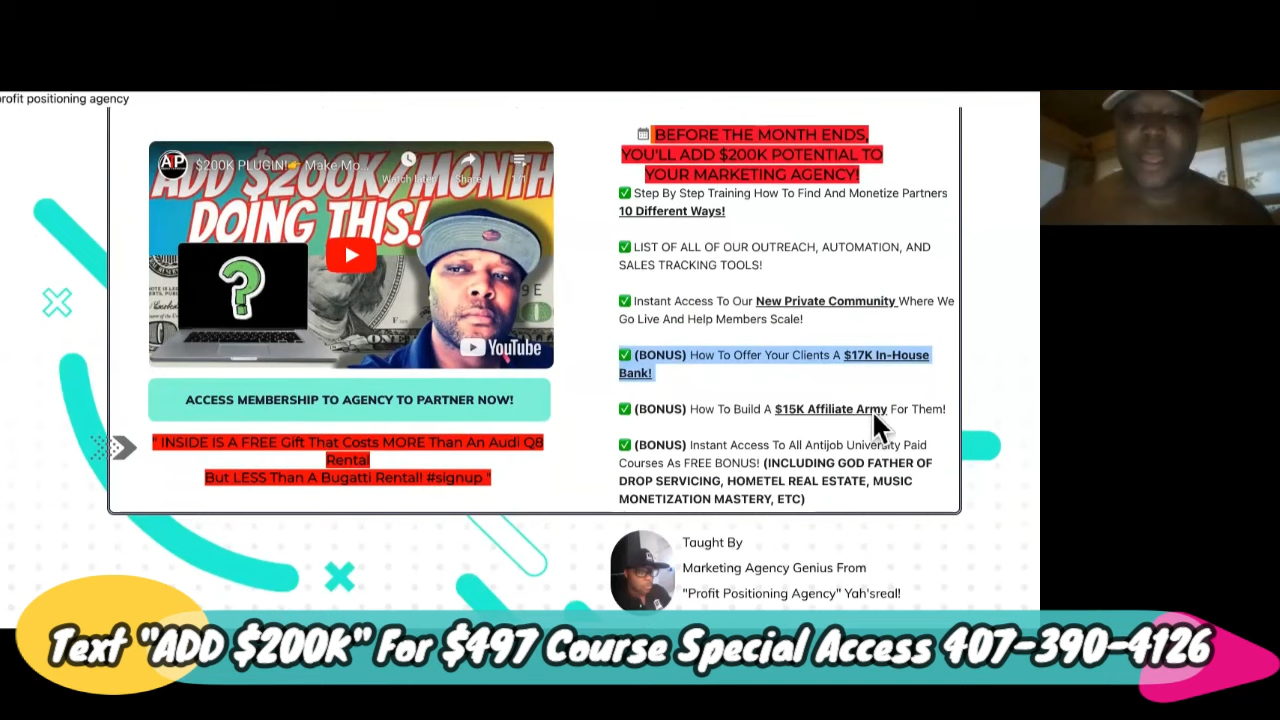 profit positioning agency
$200K PLUGIN!👉 Make Mo...
Watch later
Share
1/1
ADD $200K/MONTH
DOING THIS!
YouTube
ACCESS MEMBERSHIP TO AGENCY TO PARTNER NOW!
" INSIDE IS A FREE Gift That Costs MORE Than An Audi Q8
Rental
But LESS Than A Bugatti Rental! #signup "
BEFORE THE MONTH ENDS,
YOU'LL ADD $200K POTENTIAL TO
YOUR MARKETING AGENCY!
✅ Step By Step Training How To Find And Monetize Partners
10 Different Ways!
✅ LIST OF ALL OF OUR OUTREACH, AUTOMATION, AND
SALES TRACKING TOOLS!
✅ Instant Access To Our New Private Community Where We
Go Live And Help Members Scale!
✅ (BONUS) How To Offer Your Clients A $17K In-House
Bank!
✅ (BONUS) How To Build A $15K Affiliate Army For Them!
✅ (BONUS) Instant Access To All Antijob University Paid
Courses As FREE BONUS! (INCLUDING GOD FATHER OF
DROP SERVICING, HOMETEL REAL ESTATE, MUSIC
MONETIZATION MASTERY, ETC)
Taught By
Marketing Agency Genius From
"Profit Positioning Agency" Yah'sreal!
Text "ADD $200k" For $497 Course Special Access 407-390-4126